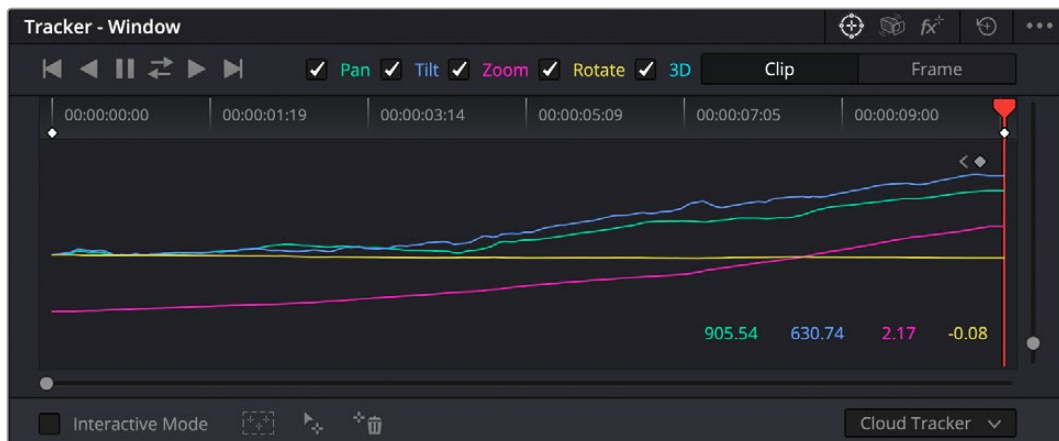 Tracker - Window
fx
Pan Tilt Zoom Rotate 3D Clip Frame
00:00:00:00 00:00:01:19 00:00:03:14 00:00:05:09 00:00:07:05 00:00:09:00
905.54 630.74 2.17 -0.08
Interactive Mode Cloud Tracker